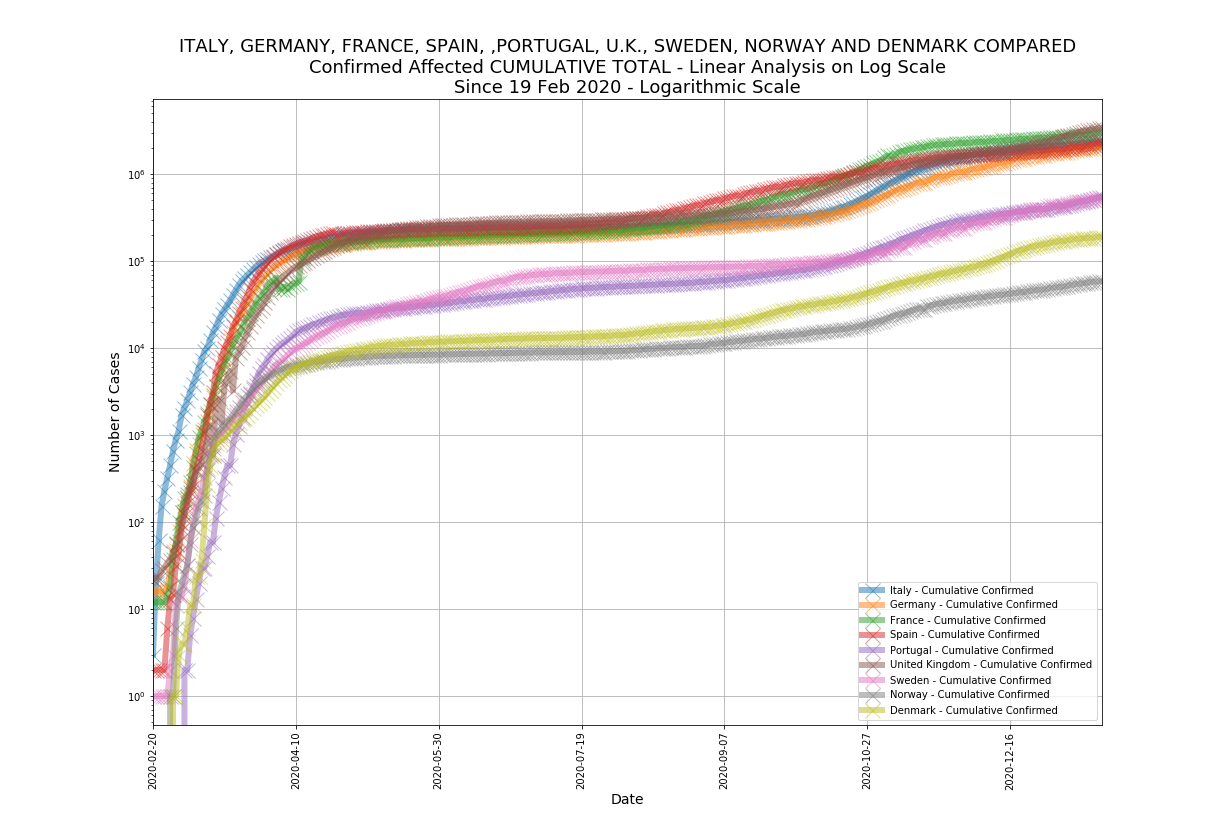 ITALY, GERMANY, FRANCE, SPAIN, ,PORTUGAL, U.K., SWEDEN, NORWAY AND DENMARK COMPARED
Confirmed Affected CUMULATIVE TOTAL - Linear Analysis on Log Scale
Since 19 Feb 2020 - Logarithmic Scale
Number of Cases
10⁶
10⁵
10⁴
10³
10²
10¹
10⁰
Italy - Cumulative Confirmed
Germany - Cumulative Confirmed
France - Cumulative Confirmed
Spain - Cumulative Confirmed
Portugal - Cumulative Confirmed
United Kingdom - Cumulative Confirmed
Sweden - Cumulative Confirmed
Norway - Cumulative Confirmed
Denmark - Cumulative Confirmed
2020-02-20
2020-04-10
2020-05-30
2020-07-19
2020-09-07
2020-10-27
2020-12-16
Date